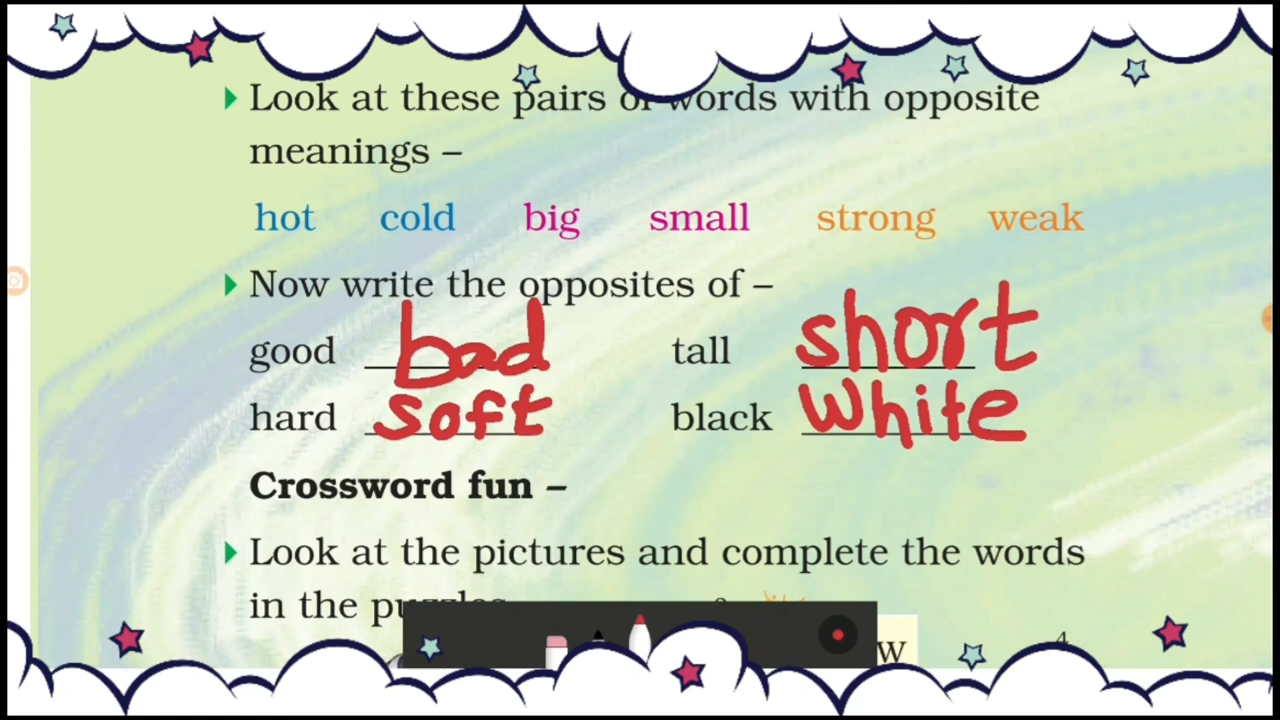 Look at these pairs of words with opposite
meanings –
hot cold big small strong weak
Now write the opposites of –
good bad tall short
hard soft black White
Crossword fun –
Look at the pictures and complete the words
in the puzzles
W